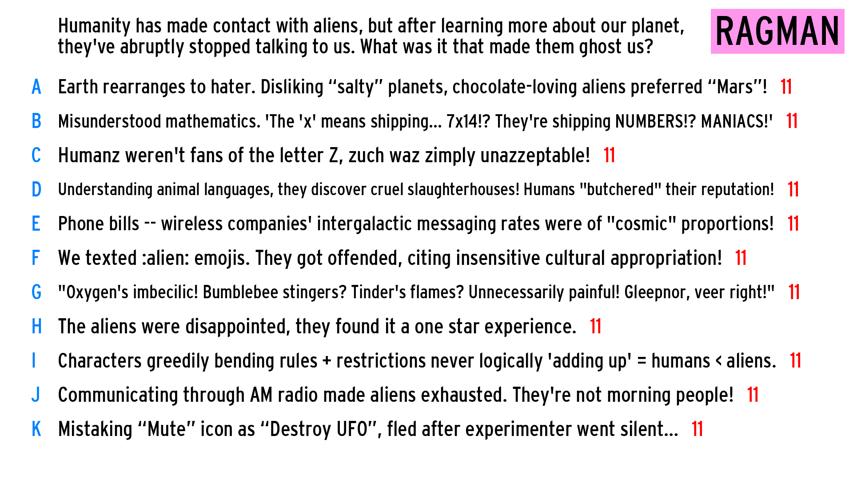 Humanity has made contact with aliens, but after learning more about our planet,
they've abruptly stopped talking to us. What was it that made them ghost us?
RAGMAN
A Earth rearranges to hater. Disliking “salty” planets, chocolate-loving aliens preferred “Mars”! 11
B Misunderstood mathematics. 'The 'x' means shipping... 7x14!? They're shipping NUMBERS!? MANIACS!' 11
C Humanz weren't fans of the letter Z, zuch waz zimply unazzeptable! 11
D Understanding animal languages, they discover cruel slaughterhouses! Humans "butchered" their reputation! 11
E Phone bills -- wireless companies' intergalactic messaging rates were of "cosmic" proportions! 11
F We texted :alien: emojis. They got offended, citing insensitive cultural appropriation! 11
G "Oxygen's imbecilic! Bumblebee stingers? Tinder's flames? Unnecessarily painful! Gleepnor, veer right!" 11
H The aliens were disappointed, they found it a one star experience. 11
I Characters greedily bending rules + restrictions never logically 'adding up' = humans < aliens. 11
J Communicating through AM radio made aliens exhausted. They're not morning people! 11
K Mistaking “Mute” icon as “Destroy UFO”, fled after experimenter went silent... 11